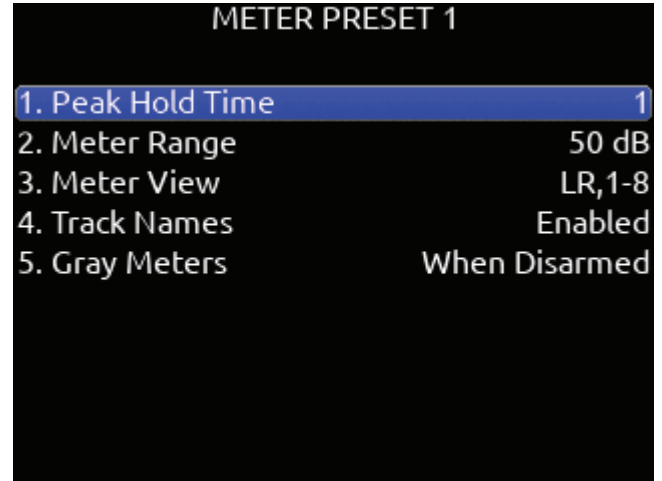 METER PRESET 1
1. Peak Hold Time 1
2. Meter Range 50 dB
3. Meter View LR,1-8
4. Track Names Enabled
5. Gray Meters When Disarmed